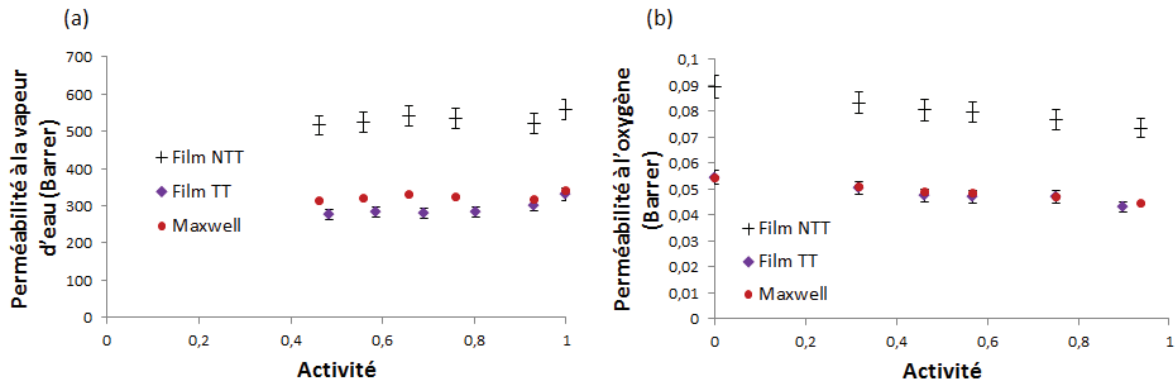 (a)
Perméabilité à la vapeur
d'eau (Barrer)
700
600
500
400
300
200
100
0
0
0,2
0,4
0,6
0,8
1
Activité
Film NTT
Film TT
Maxwell
(b)
Perméabilité à l'oxygène
(Barrer)
0,1
0,09
0,08
0,07
0,06
0,05
0,04
0,03
0,02
0,01
0
0
0,2
0,4
0,6
0,8
1
Activité
Film NTT
Film TT
Maxwell